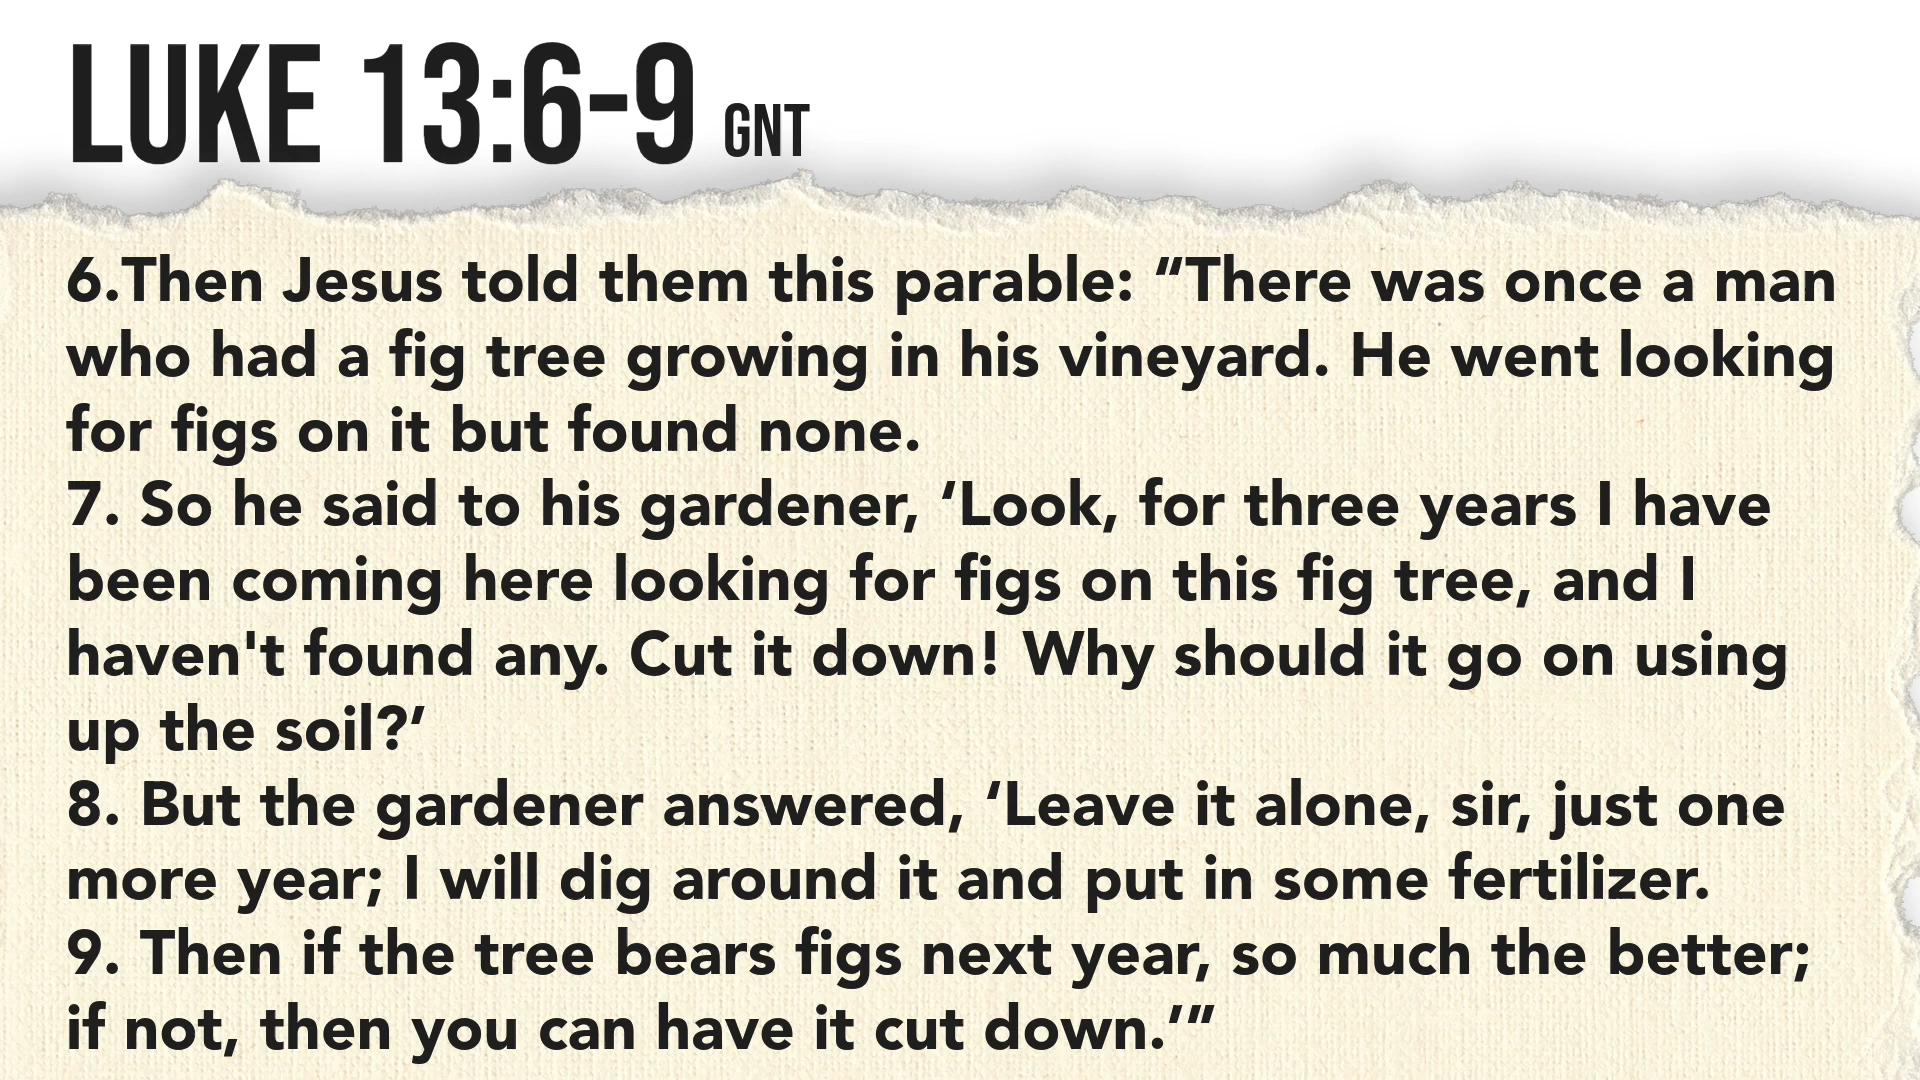 LUKE 13:6-9 GNT
6.Then Jesus told them this parable: “There was once a man
who had a fig tree growing in his vineyard. He went looking
for figs on it but found none.
7. So he said to his gardener, ‘Look, for three years I have
been coming here looking for figs on this fig tree, and I
haven't found any. Cut it down! Why should it go on using
up the soil?’
8. But the gardener answered, ‘Leave it alone, sir, just one
more year; I will dig around it and put in some fertilizer.
9. Then if the tree bears figs next year, so much the better;
if not, then you can have it cut down.’”